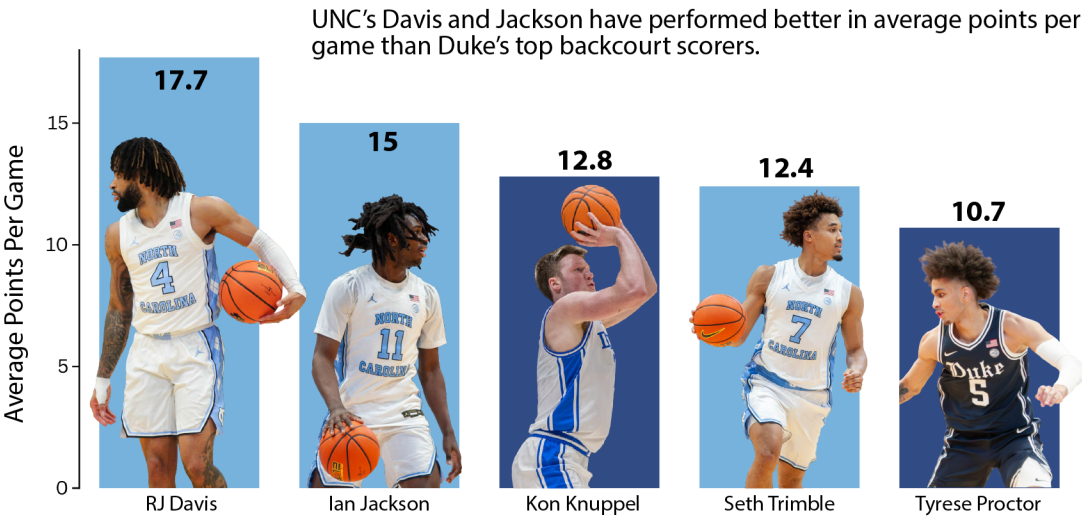 UNC's Davis and Jackson have performed better in average points per
game than Duke's top backcourt scorers.
Average Points Per Game
15
10
5
0
17.7
15
12.8
12.4
10.7
NORTH
4
CAROLINA
NORTH
11
CAROLINA
NORTH
7
CAROLINA
Duke
5
RJ Davis
Ian Jackson
Kon Knuppel
Seth Trimble
Tyrese Proctor